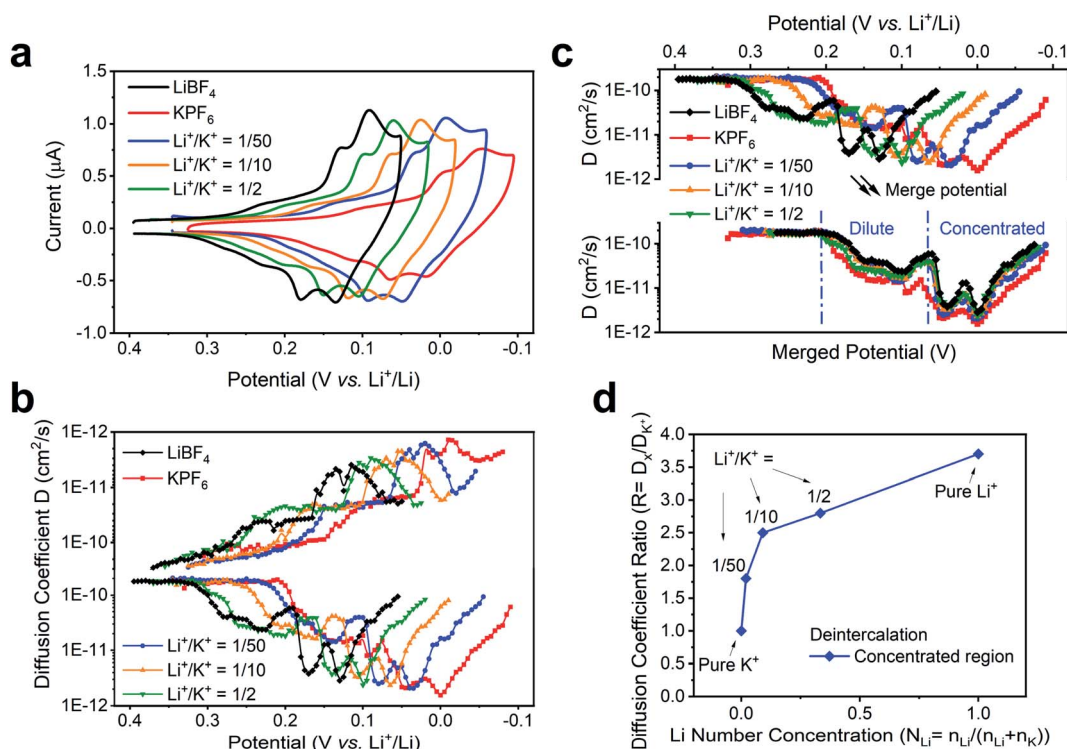 a
1.5
1.0
0.5
0.0
-0.5
-1.0
Current (µA)
LiBF4
KPF6
Li+/K+ = 1/50
Li+/K+ = 1/10
Li+/K+ = 1/2
0.4 0.3 0.2 0.1 0.0 -0.1
Potential (V vs. Li+/Li)
b
1E-12
1E-11
1E-10
1E-10
1E-11
1E-12
Diffusion Coefficient D (cm2/s)
LiBF4
KPF6
Li+/K+ = 1/50
Li+/K+ = 1/10
Li+/K+ = 1/2
0.4 0.3 0.2 0.1 0.0 -0.1
Potential (V vs. Li+/Li)
c
Potential (V vs. Li+/Li)
0.4 0.3 0.2 0.1 0.0 -0.1
1E-10
1E-11
1E-12
D (cm2/s)
LiBF4
KPF6
Li+/K+ = 1/50
Li+/K+ = 1/10
Li+/K+ = 1/2
Merge potential
Dilute Concentrated
1E-10
1E-11
1E-12
D (cm2/s)
Merged Potential (V)
d
4.0
3.5
3.0
2.5
2.0
1.5
1.0
0.5
0.0
Diffusion Coefficient Ratio (R= Dx/DK+)
Li+/K+ =
1/2
1/10
1/50
Pure Li+
Pure K+
Deintercalation
Concentrated region
0.0 0.5 1.0
Li Number Concentration (NLi= nLi/(nLi+nK))